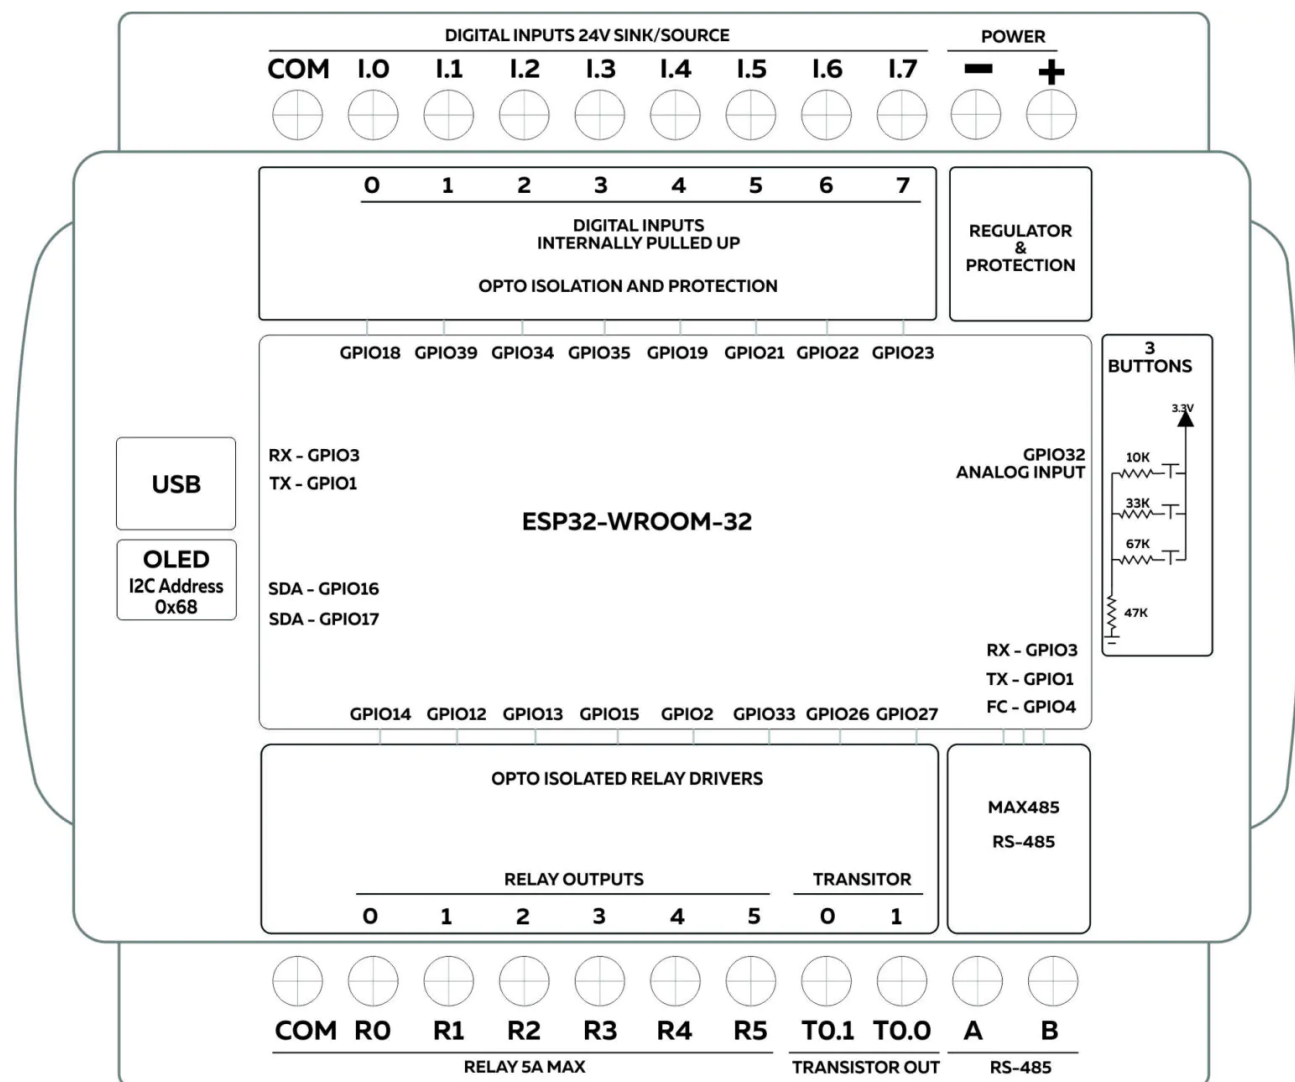 DIGITAL INPUTS 24V SINK/SOURCE
POWER
COM I.0 I.1 I.2 I.3 I.4 I.5 I.6 I.7 - +
0 1 2 3 4 5 6 7
DIGITAL INPUTS
INTERNALLY PULLED UP
OPTO ISOLATION AND PROTECTION
REGULATOR
&
PROTECTION
GPIO18 GPIO39 GPIO34 GPIO35 GPIO19 GPIO21 GPIO22 GPIO23
3
BUTTONS
3.3V
10K
33K
67K
47K
USB
OLED
I2C Address
0x68
RX - GPIO3
TX - GPIO1
GPIO32
ANALOG INPUT
ESP32-WROOM-32
SDA - GPIO16
SDA - GPIO17
RX - GPIO3
TX - GPIO1
FC - GPIO4
GPIO14 GPIO12 GPIO13 GPIO15 GPIO2 GPIO33 GPIO26 GPIO27
OPTO ISOLATED RELAY DRIVERS
MAX485
RS-485
RELAY OUTPUTS
TRANSITOR
0 1 2 3 4 5 0 1
COM R0 R1 R2 R3 R4 R5 T0.1 T0.0 A B
RELAY 5A MAX
TRANSISTOR OUT
RS-485